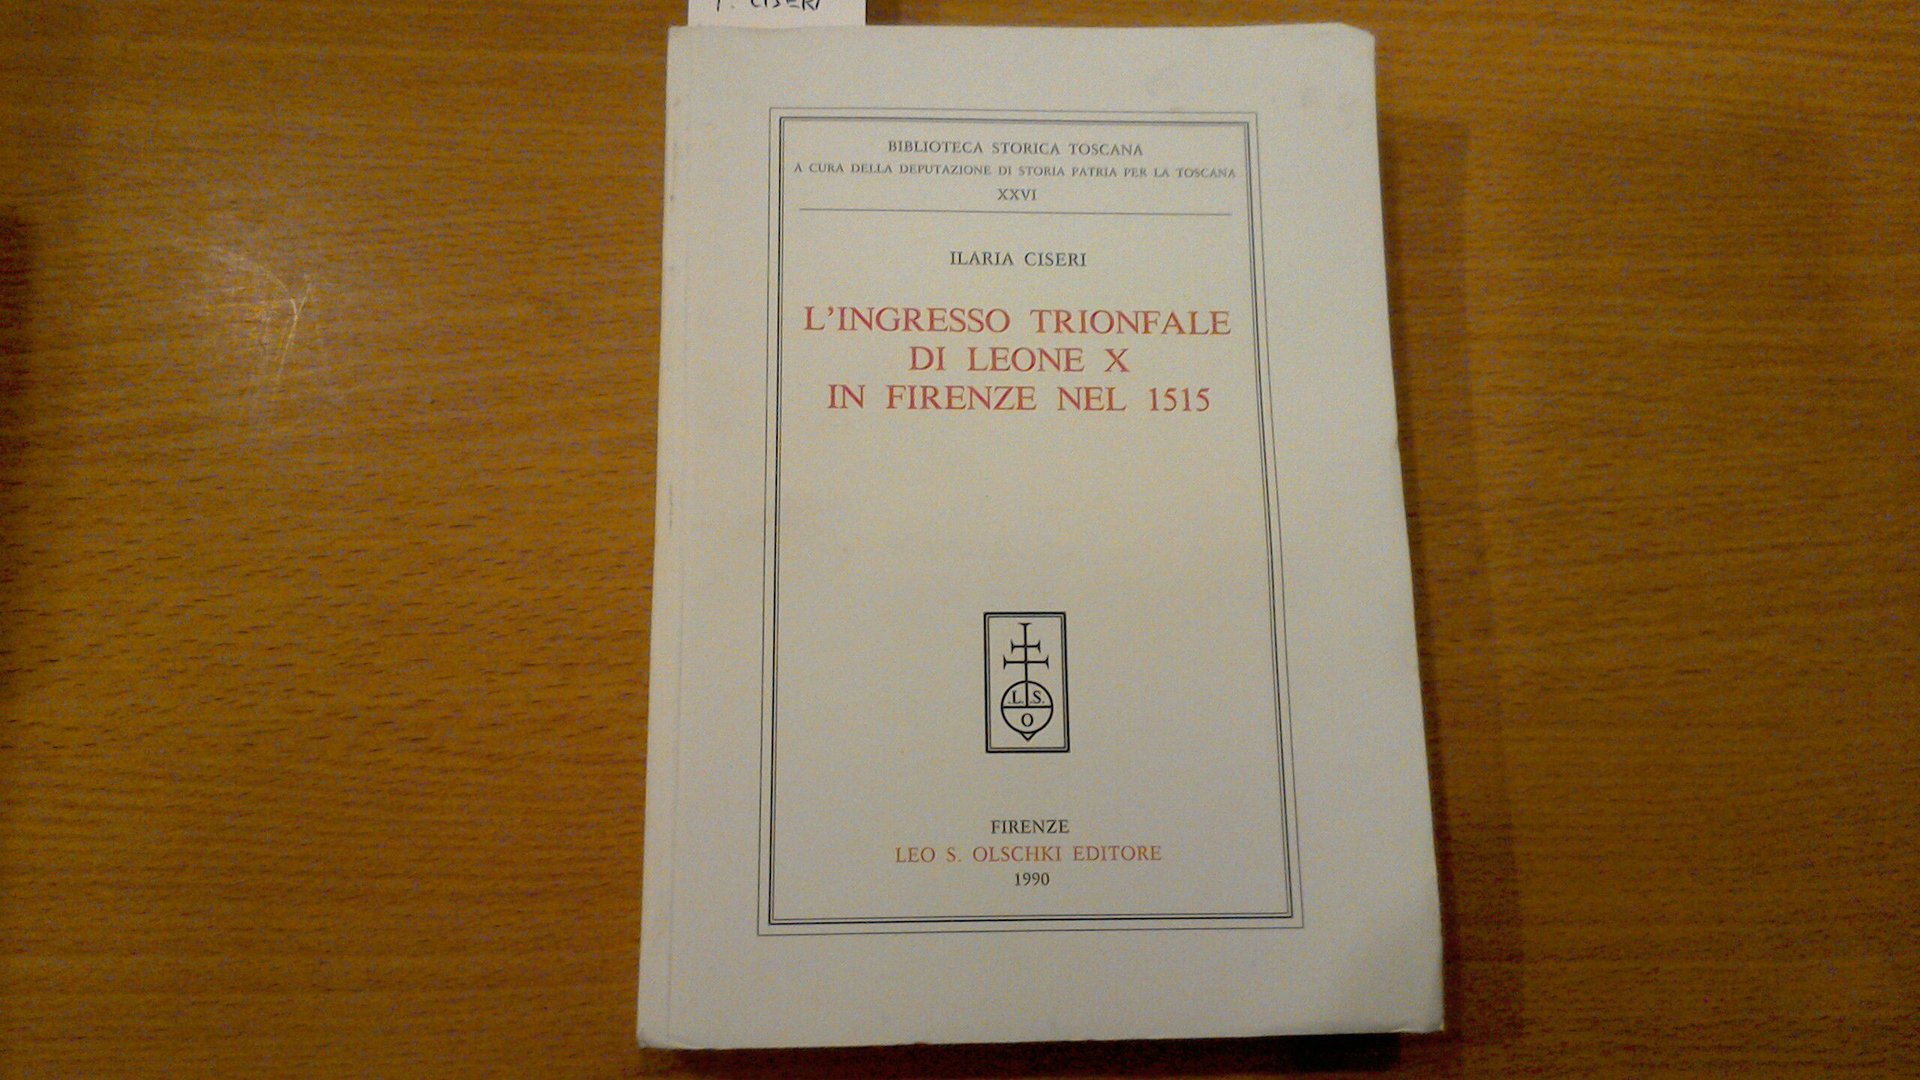 I. CISERI
BIBLIOTECA STORICA TOSCANA
A CURA DELLA DEPUTAZIONE DI STORIA PATRIA PER LA TOSCANA
XXVI
ILARIA CISERI
L'INGRESSO TRIONFALE
DI LEONE X
IN FIRENZE NEL 1515
L. S.
O
FIRENZE
LEO S. OLSCHKI EDITORE
1990